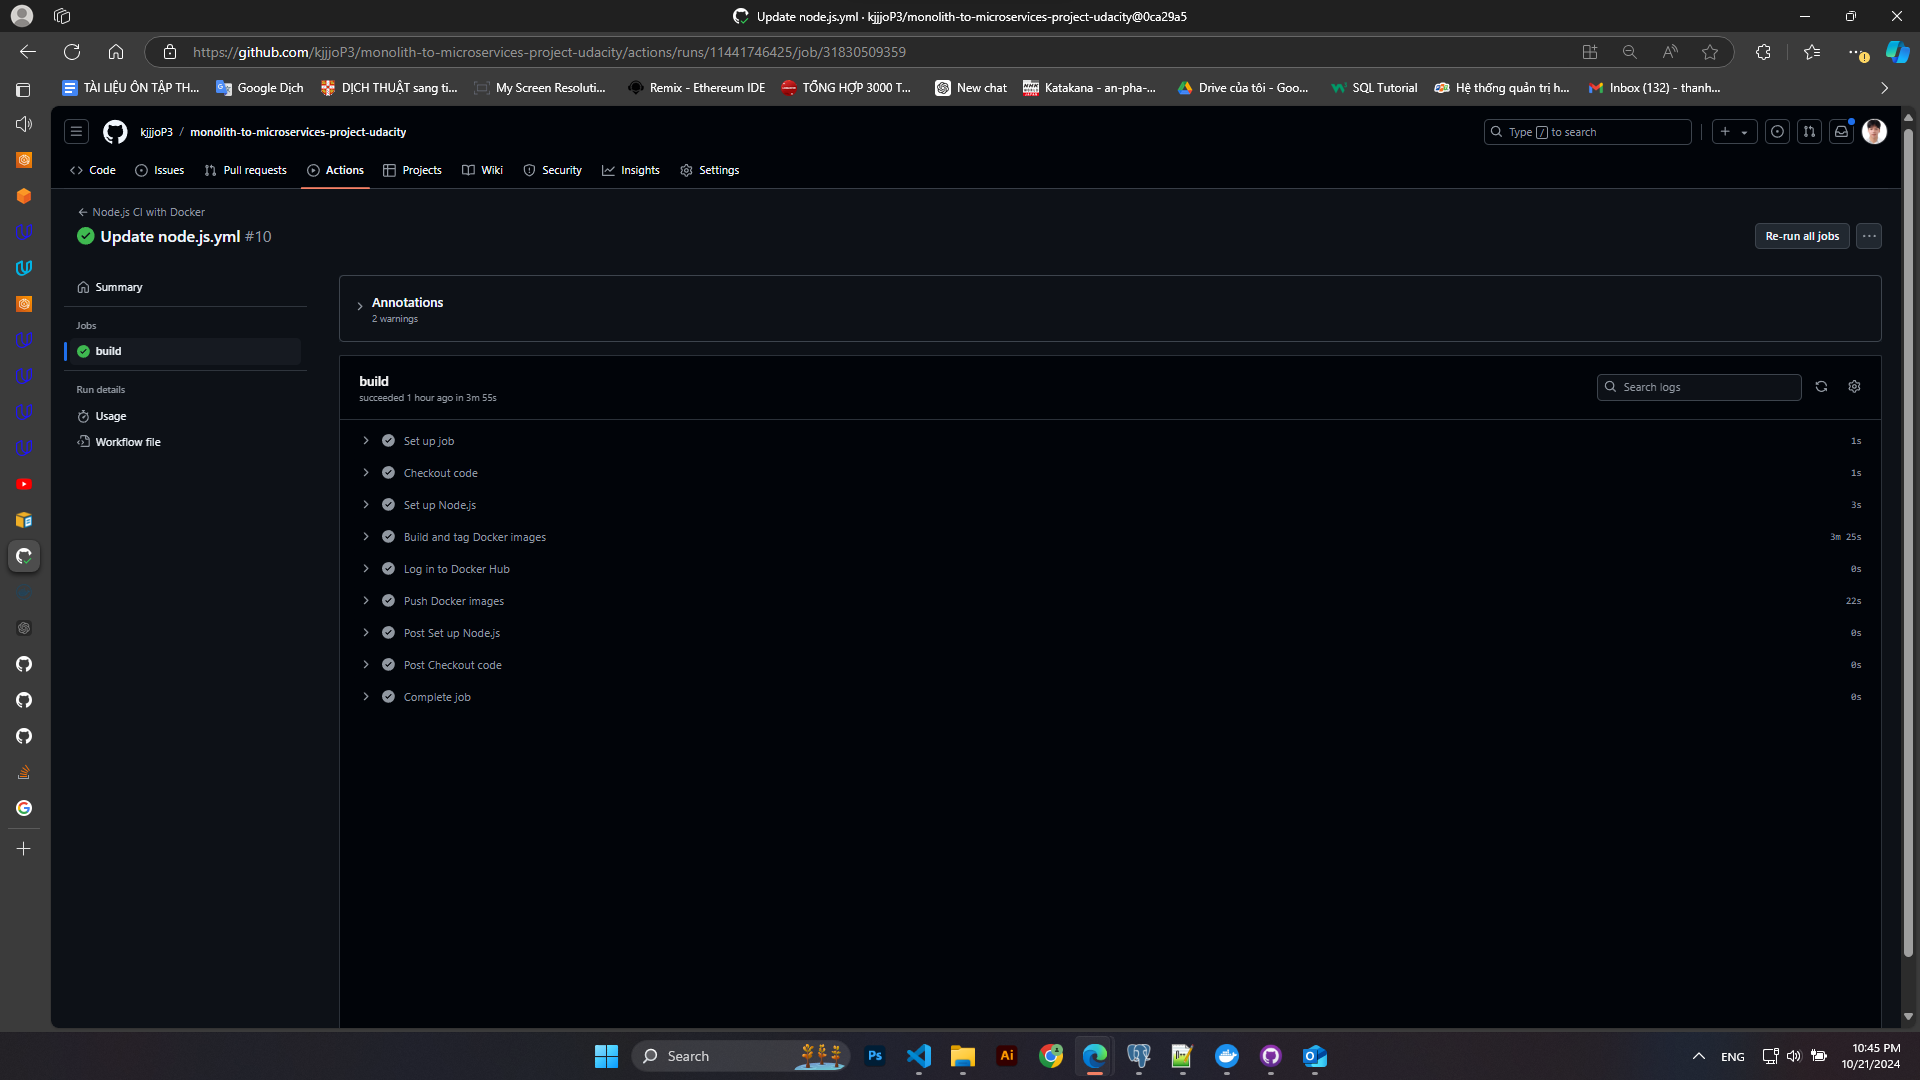 Update node.js.yml · kjjjoP3/monolith-to-microservices-project-udacity@0ca29a5
https://github.com/kjjjoP3/monolith-to-microservices-project-udacity/actions/runs/11441746425/job/31830509359
TÀI LIỆU ÔN TẬP TH...
Google Dịch
DỊCH THUẬT sang ti...
My Screen Resoluti...
Remix - Ethereum IDE
TỔNG HỢP 3000 T...
New chat
Katakana - an-pha-...
Drive của tôi - Goo...
SQL Tutorial
Hệ thống quản trị h...
Inbox (132) - thanh...
kjjjoP3 / monolith-to-microservices-project-udacity
Type / to search
Code
Issues
Pull requests
Actions
Projects
Wiki
Security
Insights
Settings
Node.js CI with Docker
Update node.js.yml #10
Re-run all jobs
Summary
Jobs
build
Run details
Usage
Workflow file
Annotations
2 warnings
build
succeeded 1 hour ago in 3m 55s
Search logs
Set up job 1s
Checkout code 1s
Set up Node.js 3s
Build and tag Docker images 3m 25s
Log in to Docker Hub 0s
Push Docker images 22s
Post Set up Node.js 0s
Post Checkout code 0s
Complete job 0s
Search
Ps
Ai
ENG
10:45 PM
10/21/2024